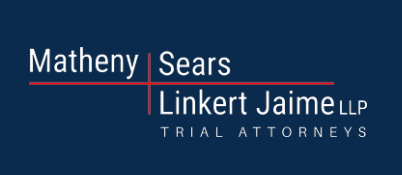 Matheny Sears
Linkert Jaime LLP
TRIAL ATTORNEYS